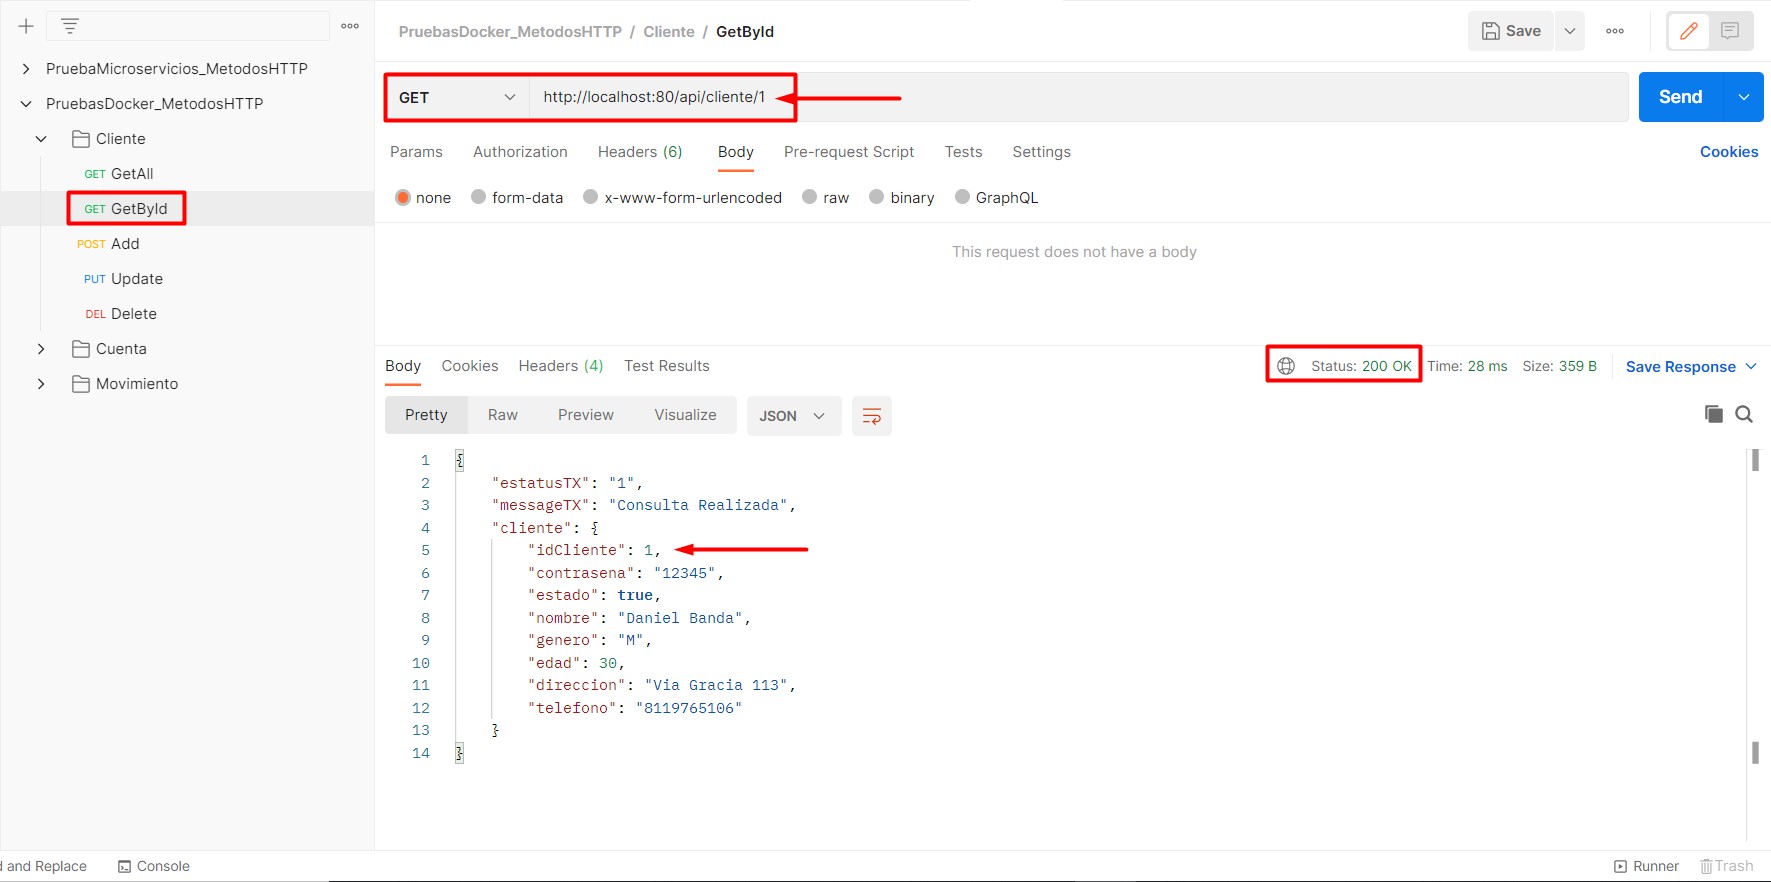 PruebaMicroservicios_MetodosHTTP
PruebasDocker_MetodosHTTP
Cliente
GET GetAll
GET GetById
POST Add
PUT Update
DEL Delete
Cuenta
Movimiento
PruebasDocker_MetodosHTTP / Cliente / GetById
Save
GET http://localhost:80/api/cliente/1
Send
Params Authorization Headers (6) Body Pre-request Script Tests Settings Cookies
none form-data x-www-form-urlencoded raw binary GraphQL
This request does not have a body
Body Cookies Headers (4) Test Results Status: 200 OK Time: 28 ms Size: 359 B Save Response
Pretty Raw Preview Visualize JSON
1 {
2 "estatusTX": "1",
3 "messageTX": "Consulta Realizada",
4 "cliente": {
5 "idCliente": 1,
6 "contrasena": "12345",
7 "estado": true,
8 "nombre": "Daniel Banda",
9 "genero": "M",
10 "edad": 30,
11 "direccion": "Via Gracia 113",
12 "telefono": "8119765106"
13 }
14 }
d and Replace Console Runner Trash